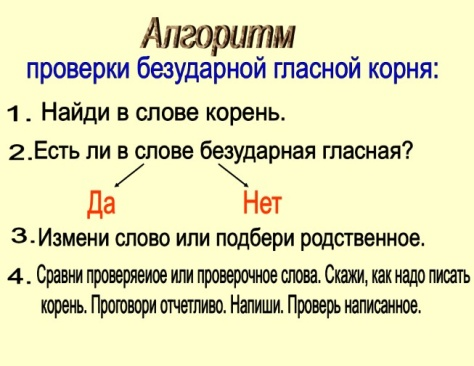 Алгоритм
проверки безударной гласной корня:
1. Найди в слове корень.
2. Есть ли в слове безударная гласная?
Да Нет
3. Измени слово или подбери родственное.
4. Сравни проверяеиое или проверочное слова. Скажи, как надо писать
корень. Проговори отчетливо. Напиши. Проверь написанное.